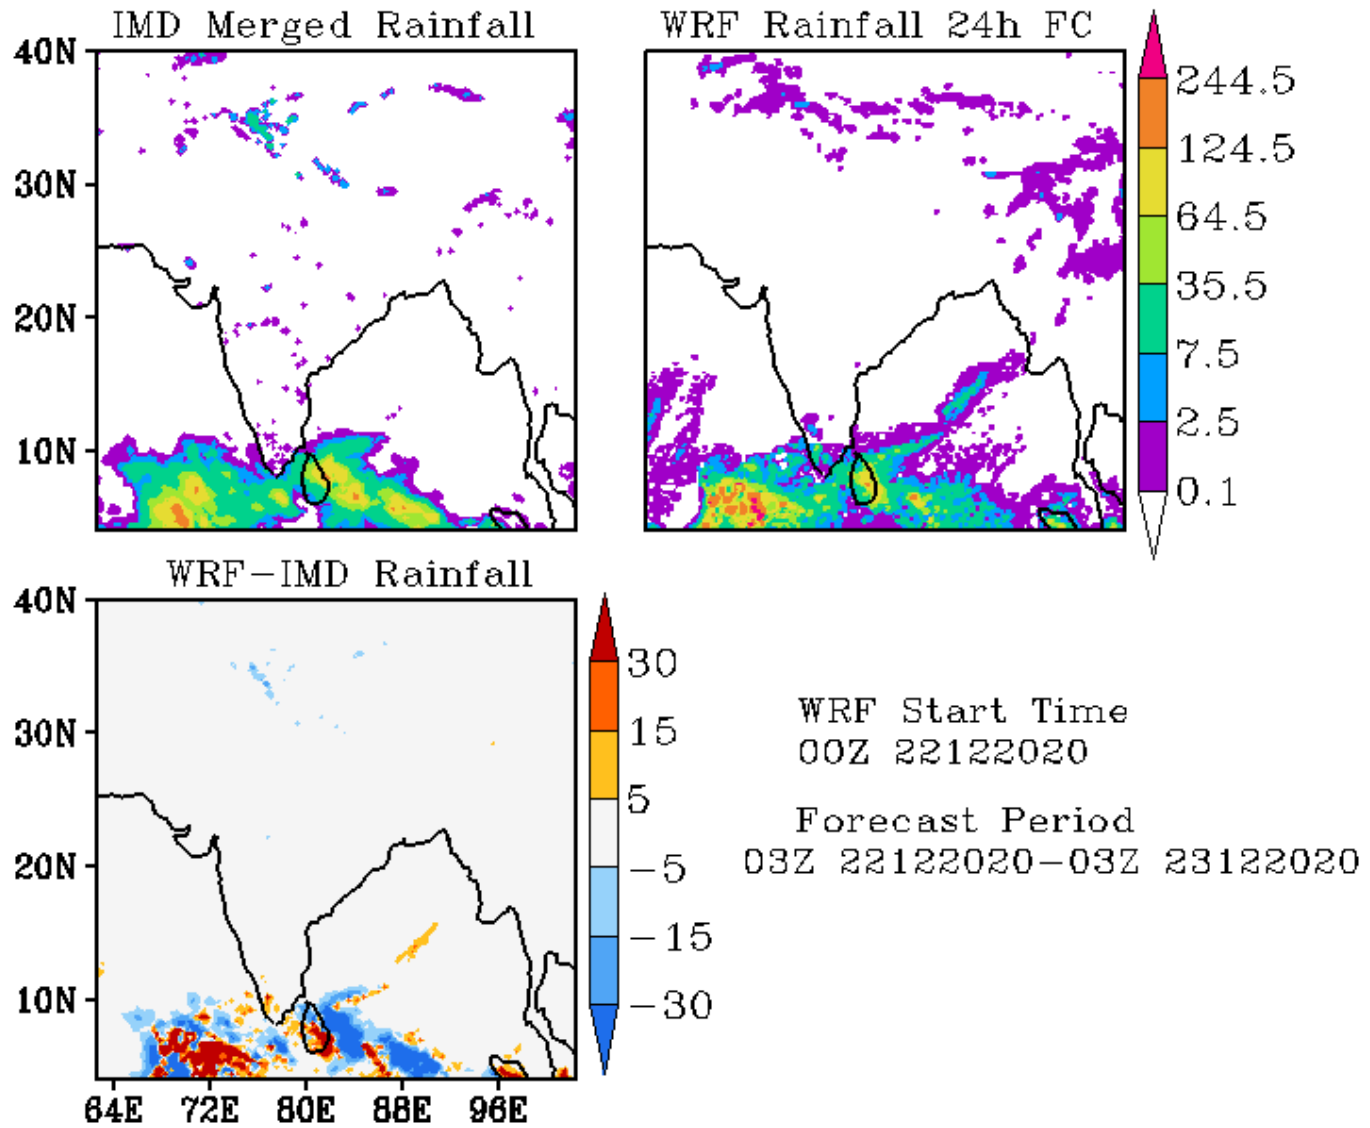 IMD Merged Rainfall
WRF Rainfall 24h FC
40N
30N
20N
10N
244.5
124.5
64.5
35.5
7.5
2.5
0.1
WRF-IMD Rainfall
40N
30N
20N
10N
64E 72E 80E 88E 96E
30
15
5
-5
-15
-30
WRF Start Time
00Z 22122020
Forecast Period
03Z 22122020-03Z 23122020